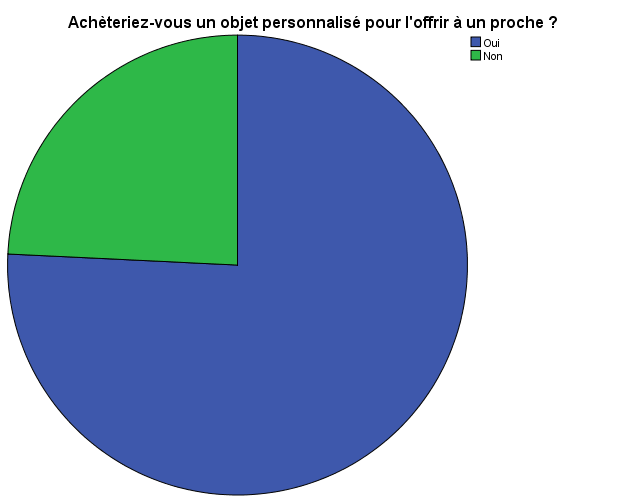 Achèteriez-vous un objet personnalisé pour l'offrir à un proche ?
Oui
Non